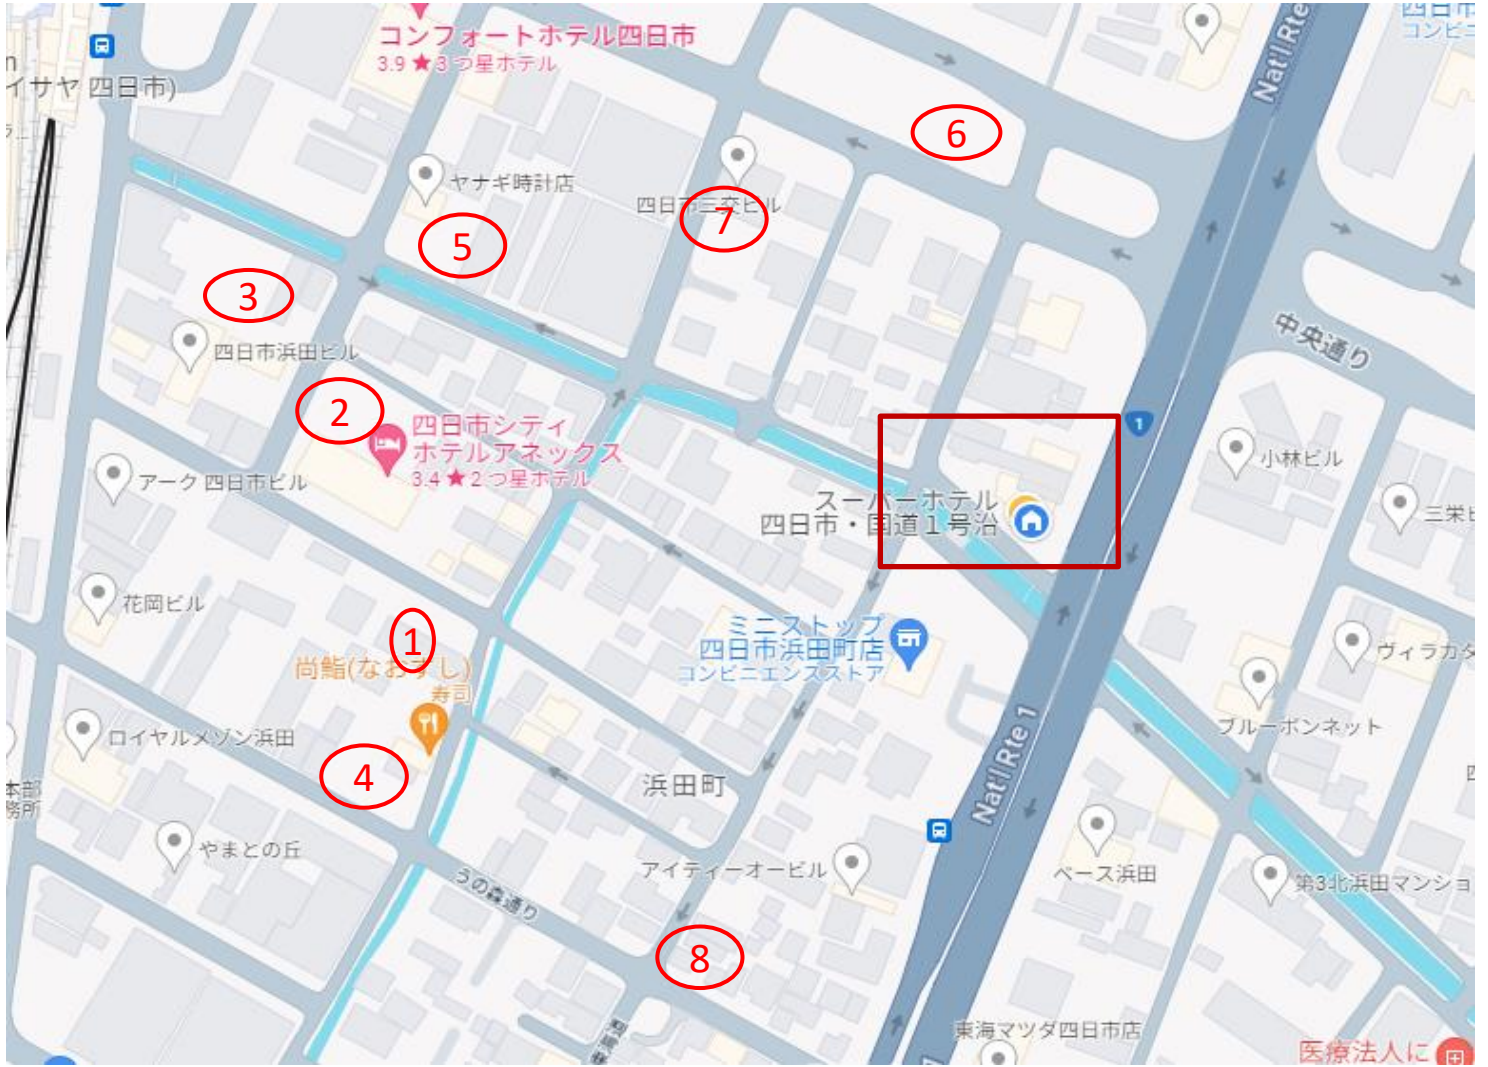 コンフォートホテル四日市
3.9 ★ 3 つ星ホテル
Nat'l Rte
イサヤ 四日市)
6
ヤナギ時計店
四日市三交ビル
7
5
3
四日市浜田ビル
中央通り
2
四日市シティ
ホテルアネックス
3.4 ★ 2 つ星ホテル
1
小林ビル
アーク 四日市ビル
スーパーホテル
四日市・国道１号沿
三栄ビ
花岡ビル
1
ミニストップ
四日市浜田町店
コンビニエンスストア
尚鮨(なおずし)
寿司
ヴィラカタ
ブルーボンネット
ロイヤルメゾン浜田
Nat'l Rte 1
4
浜田町
本部
務所
やまとの丘
アイティーオービル
ベース浜田
第3北浜田マンショ
うの森通り
8
東海マツダ四日市店
医療法人に